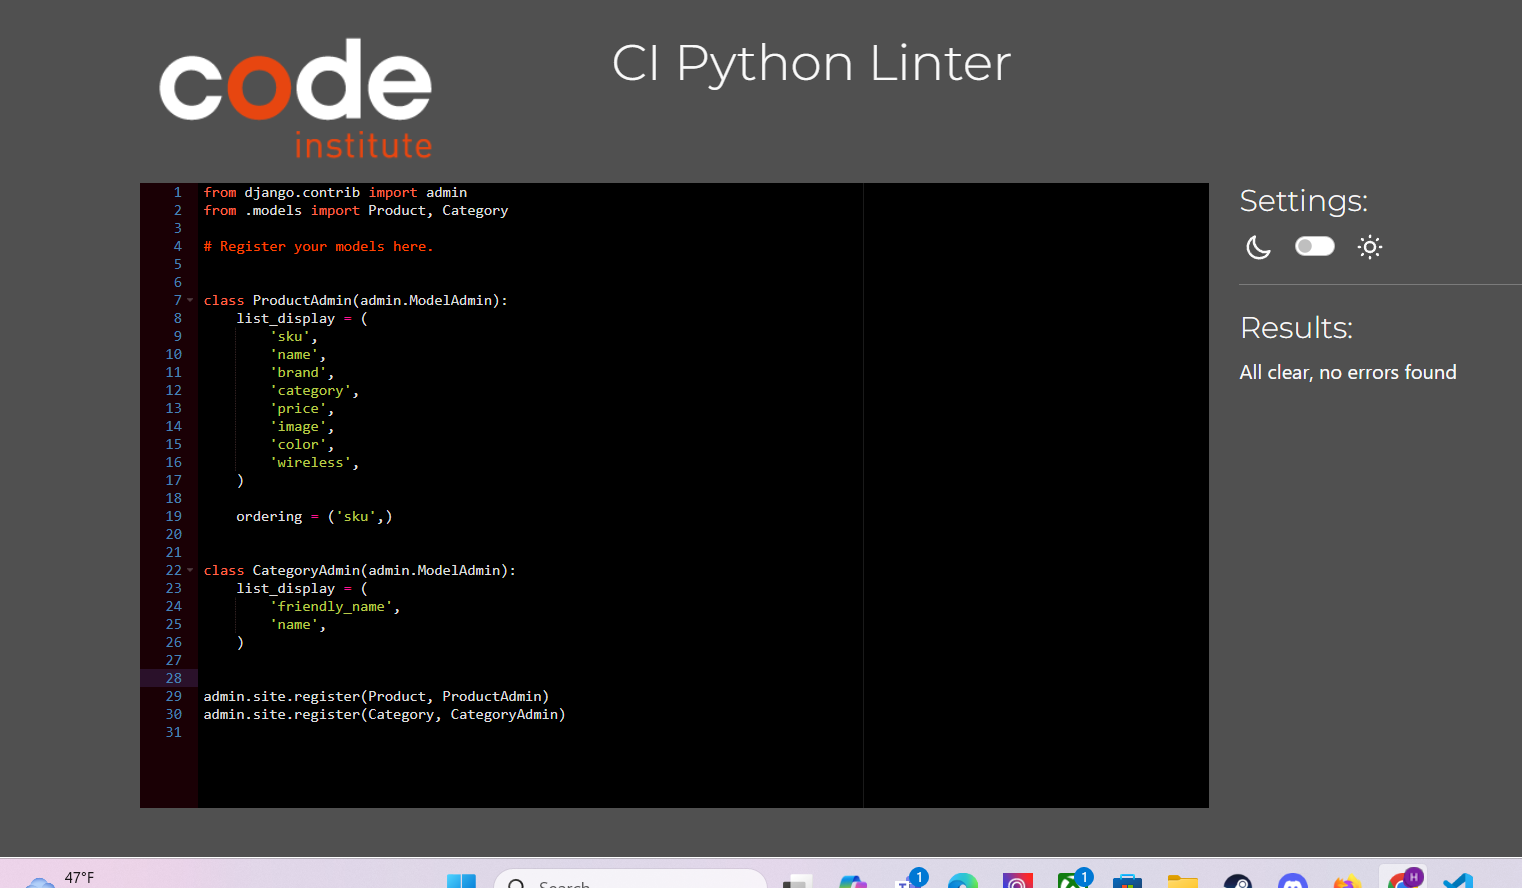 code
institute
CI Python Linter
1 from django.contrib import admin
2 from .models import Product, Category
3
4 # Register your models here.
5
6
7 class ProductAdmin(admin.ModelAdmin):
8     list_display = (
9         'sku',
10         'name',
11         'brand',
12         'category',
13         'price',
14         'image',
15         'color',
16         'wireless',
17     )
18
19     ordering = ('sku',)
20
21
22 class CategoryAdmin(admin.ModelAdmin):
23     list_display = (
24         'friendly_name',
25         'name',
26     )
27
28
29 admin.site.register(Product, ProductAdmin)
30 admin.site.register(Category, CategoryAdmin)
31
Settings:
Results:
All clear, no errors found
47°F
Search
1
1
H